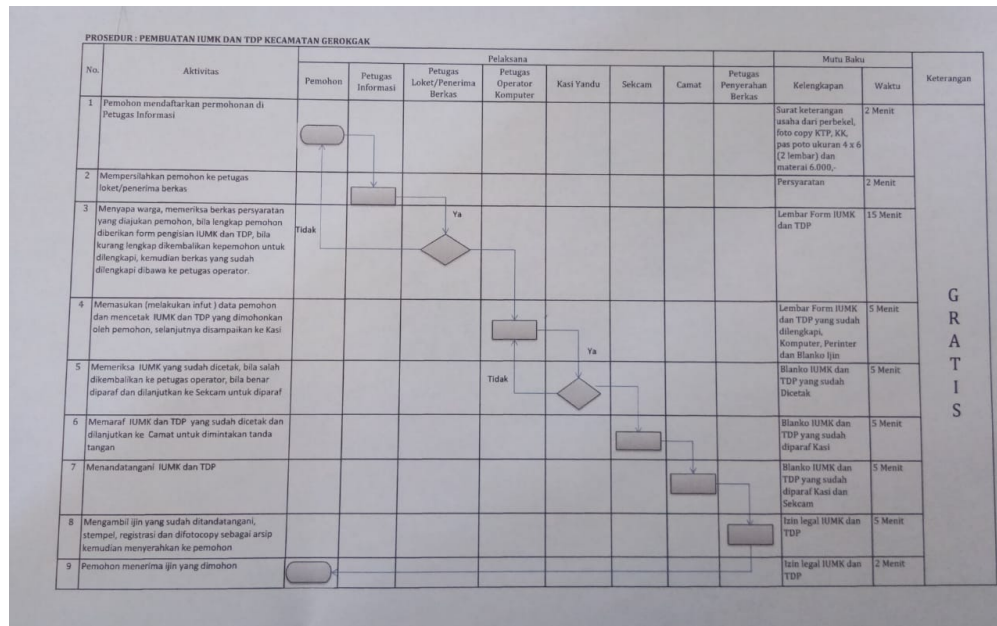 PROSEDUR : PEMBUATAN IUMK DAN TDP KECAMATAN GEROKGAK
No.
Aktivitas
Pelaksana
Mutu Baku
Keterangan
Pemohon
Petugas
Informasi
Petugas
Loket/Penerima
Berkas
Petugas
Operator
Komputer
Kasi Yandu
Sekcam
Camat
Petugas
Penyerahan
Berkas
Kelengkapan
Waktu
1
Pemohon mendaftarkan permohonan di
Petugas Informasi
Surat keterangan
usaha dari perbekel,
foto copy KTP, KK,
pas poto ukuran 4 x 6
(2 lembar) dan
materai 6.000,-
2 Menit
2
Mempersilahkan pemohon ke petugas
loket/penerima berkas
Persyaratan
2 Menit
3
Menyapa warga, memeriksa berkas persyaratan
yang diajukan pemohon, bila lengkap pemohon
diberikan form pengisian IUMK dan TDP, bila
kurang lengkap dikembalikan kepemohon untuk
dilengkapi, kemudian berkas yang sudah
dilengkapi dibawa ke petugas operator.
Tidak
Ya
Lembar Form IUMK
dan TDP
15 Menit
4
Memasukan (melakukan infut ) data pemohon
dan mencetak IUMK dan TDP yang dimohonkan
oleh pemohon, selanjutnya disampaikan ke Kasi
Ya
Lembar Form IUMK
dan TDP yang sudah
dilengkapi,
Komputer, Perinter
dan Blanko Ijin
5 Menit
5
Memeriksa IUMK yang sudah dicetak, bila salah
dikembalikan ke petugas operator, bila benar
diparaf dan dilanjutkan ke Sekcam untuk diparaf
Tidak
Blanko IUMK dan
TDP yang sudah
Dicetak
5 Menit
6
Memaraf IUMK dan TDP yang sudah dicetak dan
dilanjutkan ke Camat untuk dimintakan tanda
tangan
Blanko IUMK dan
TDP yang sudah
diparaf Kasi
5 Menit
7
Menandatangani IUMK dan TDP
Blanko IUMK dan
TDP yang sudah
diparaf Kasi dan
Sekcam
5 Menit
8
Mengambil ijin yang sudah ditandatangani,
stempel, registrasi dan difotocopy sebagai arsip
kemudian menyerahkan ke pemohon
Izin legal IUMK dan
TDP
5 Menit
9
Pemohon menerima ijin yang dimohon
Izin legal IUMK dan
TDP
2 Menit
G
R
A
T
I
S